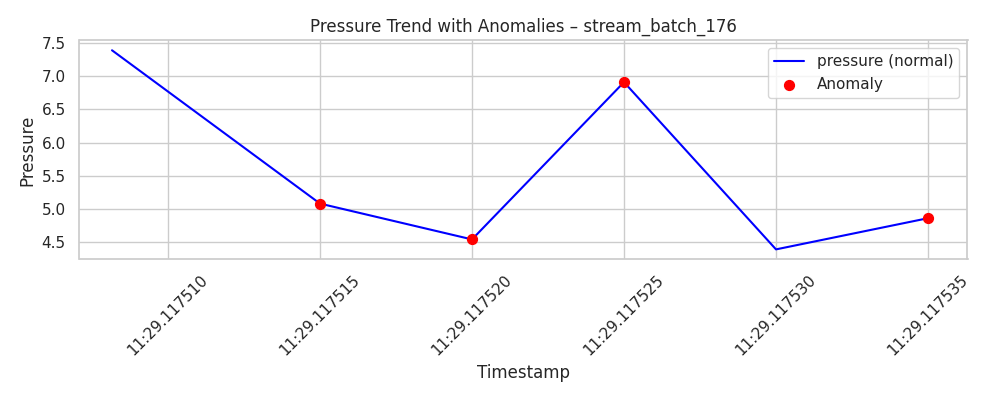 Pressure Trend with Anomalies – stream_batch_176
7.5
7.0
6.5
6.0
5.5
5.0
4.5
Pressure
pressure (normal)
Anomaly
11:29.117510
11:29.117515
11:29.117520
11:29.117525
11:29.117530
11:29.117535
Timestamp